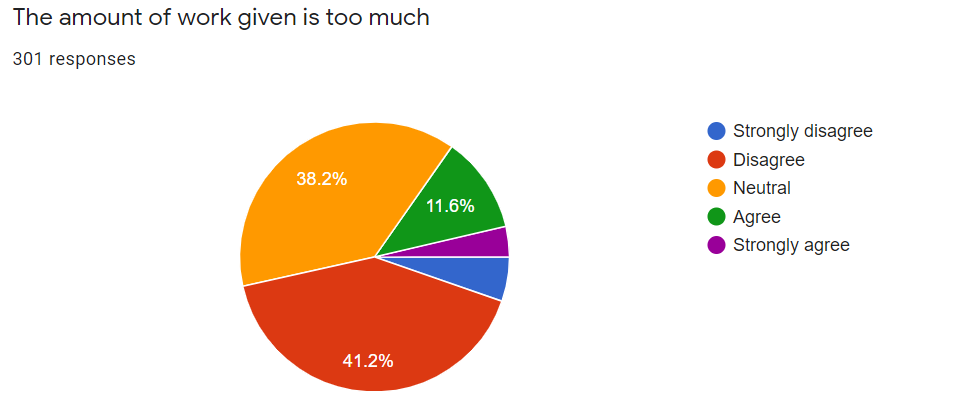 The amount of work given is too much
301 responses
38.2%
11.6%
41.2%
Strongly disagree
Disagree
Neutral
Agree
Strongly agree